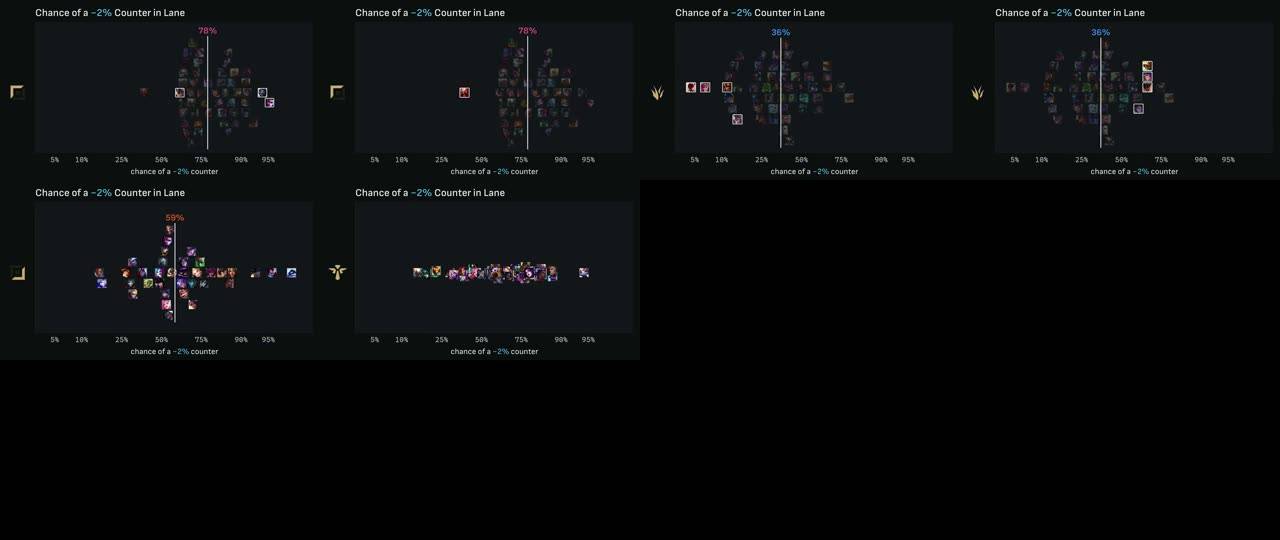 Chance of a −2% Counter in Lane
78%
5% 10% 25% 50% 75% 90% 95%
chance of a −2% counter
Chance of a −2% Counter in Lane
78%
5% 10% 25% 50% 75% 90% 95%
chance of a −2% counter
Chance of a −2% Counter in Lane
36%
5% 10% 25% 50% 75% 90% 95%
chance of a −2% counter
Chance of a −2% Counter in Lane
36%
5% 10% 25% 50% 75% 90% 95%
chance of a −2% counter
Chance of a −2% Counter in Lane
59%
5% 10% 25% 50% 75% 90% 95%
chance of a −2% counter
Chance of a −2% Counter in Lane
5% 10% 25% 50% 75% 90% 95%
chance of a −2% counter